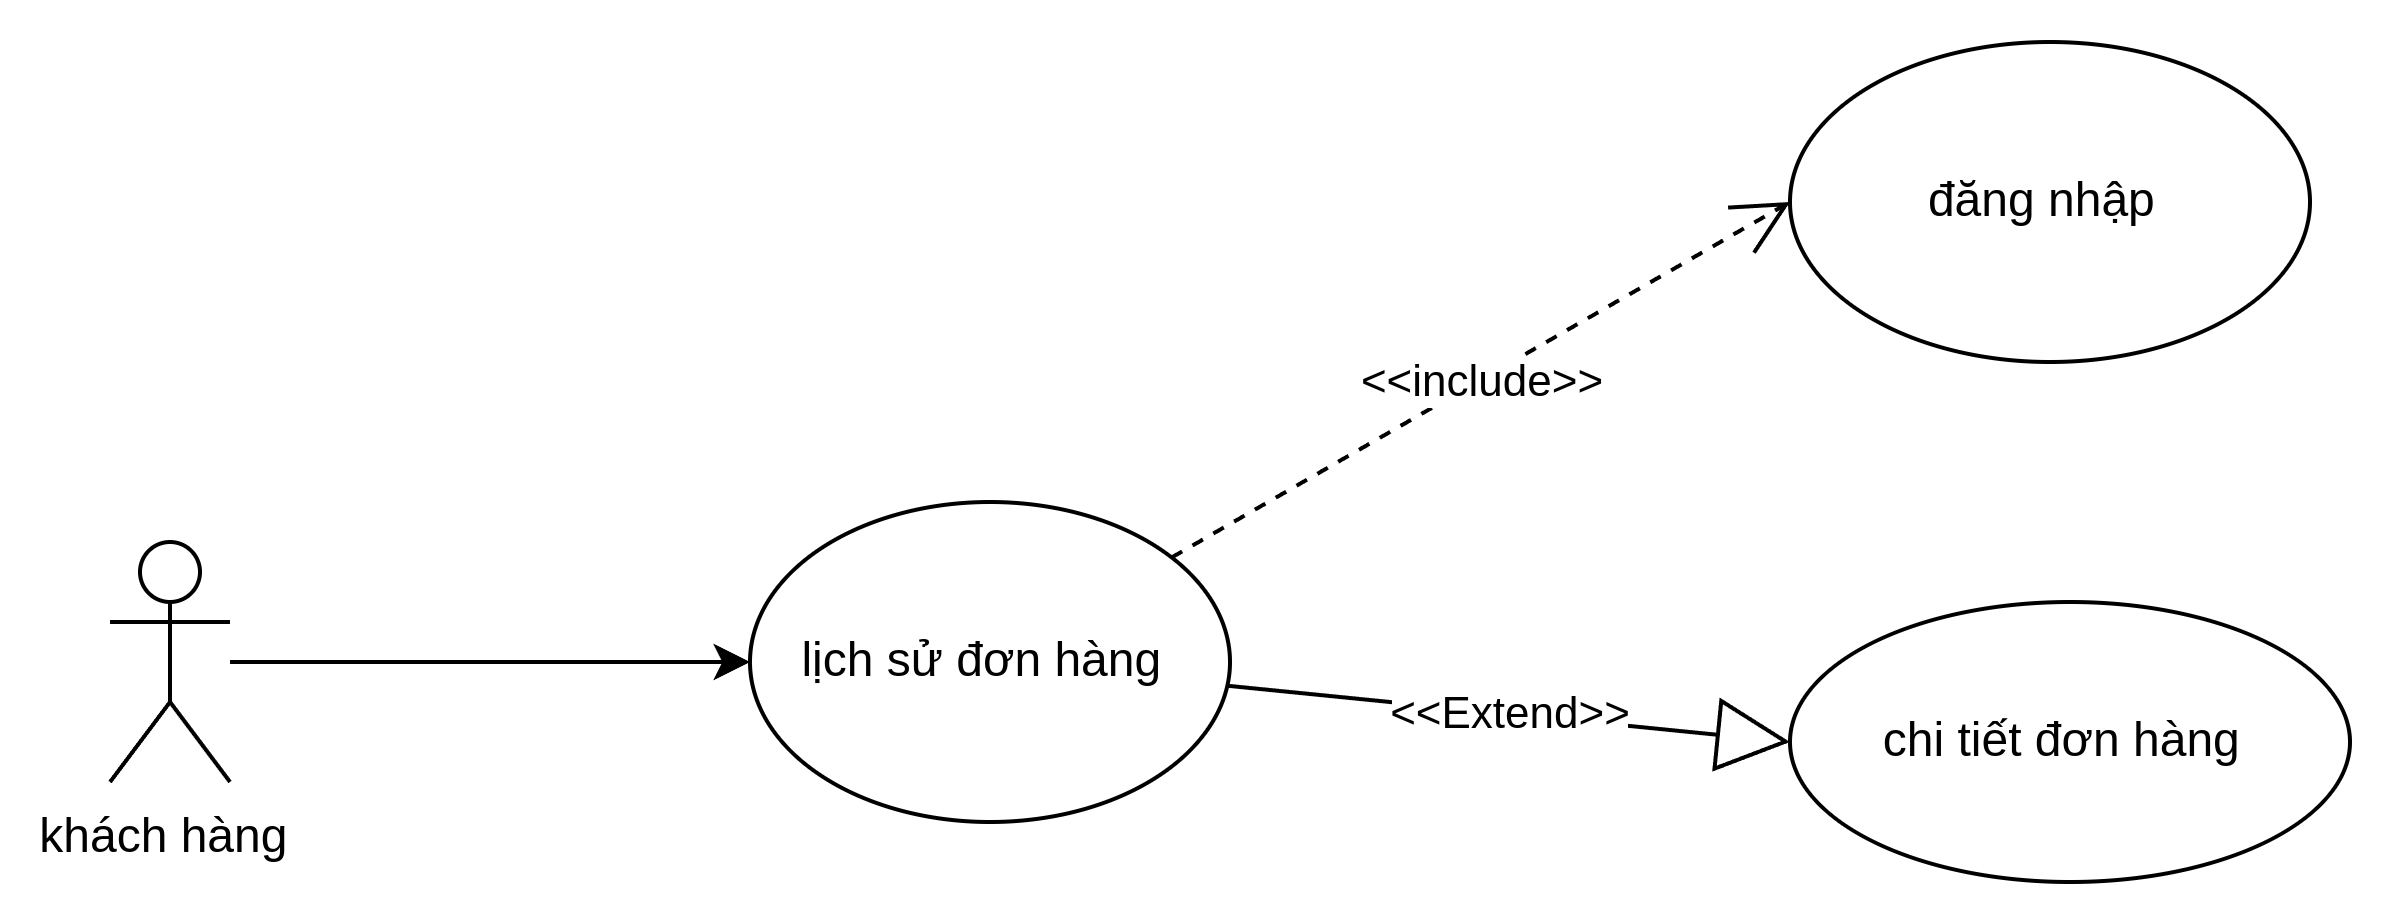 đăng nhập
<<include>>
lịch sử đơn hàng
<<Extend>>
chi tiết đơn hàng
khách hàng